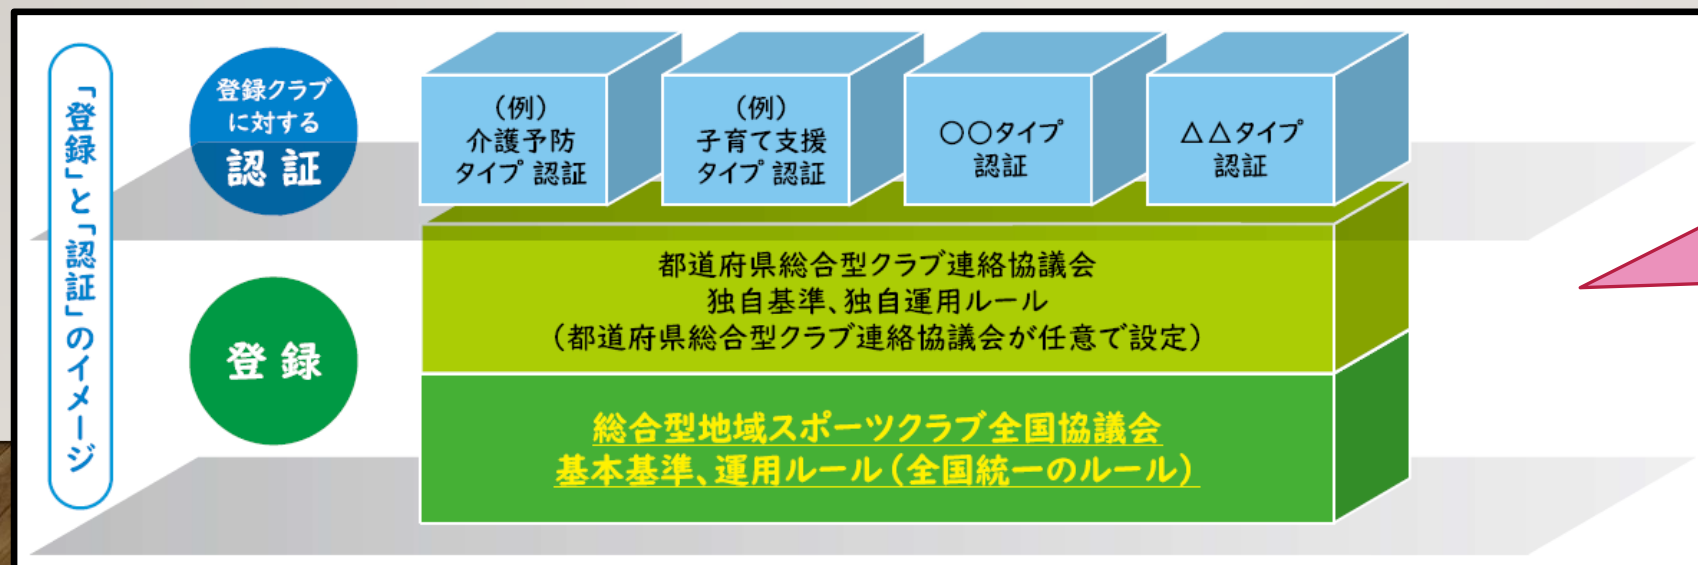 「登録」と「認証」のイメージ
登録クラブ
に対する
認証
(例)
介護予防
タイプ 認証
(例)
子育て支援
タイプ 認証
〇〇タイプ
認証
△△タイプ
認証
登録
都道府県総合型クラブ連絡協議会
独自基準、独自運用ルール
(都道府県総合型クラブ連絡協議会が任意で設定)
総合型地域スポーツクラブ全国協議会
基本基準、運用ルール(全国統一のルール)